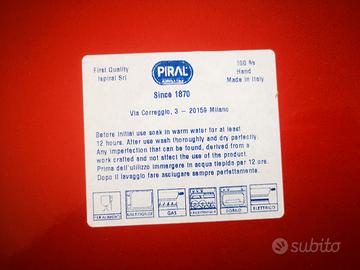 First Quality
Ispiral Srl
PIRAL
100 %
Hand
Made in Italy
Since 1870
Via Correggio, 3 - 20159 Milano
Before initial use soak in warm water for at least
12 hours. After use wash thoroughly and dry perfectly.
Any imperfection that can be found, derived from a
work crafted and not affect the use of the product.
Prima dell'utilizzo immergere in acqua tiepida per 12 ore.
Dopo il lavaggio fare asciugare sempre perfettamente.
GAS
FORNO
ELETTRICO
subito